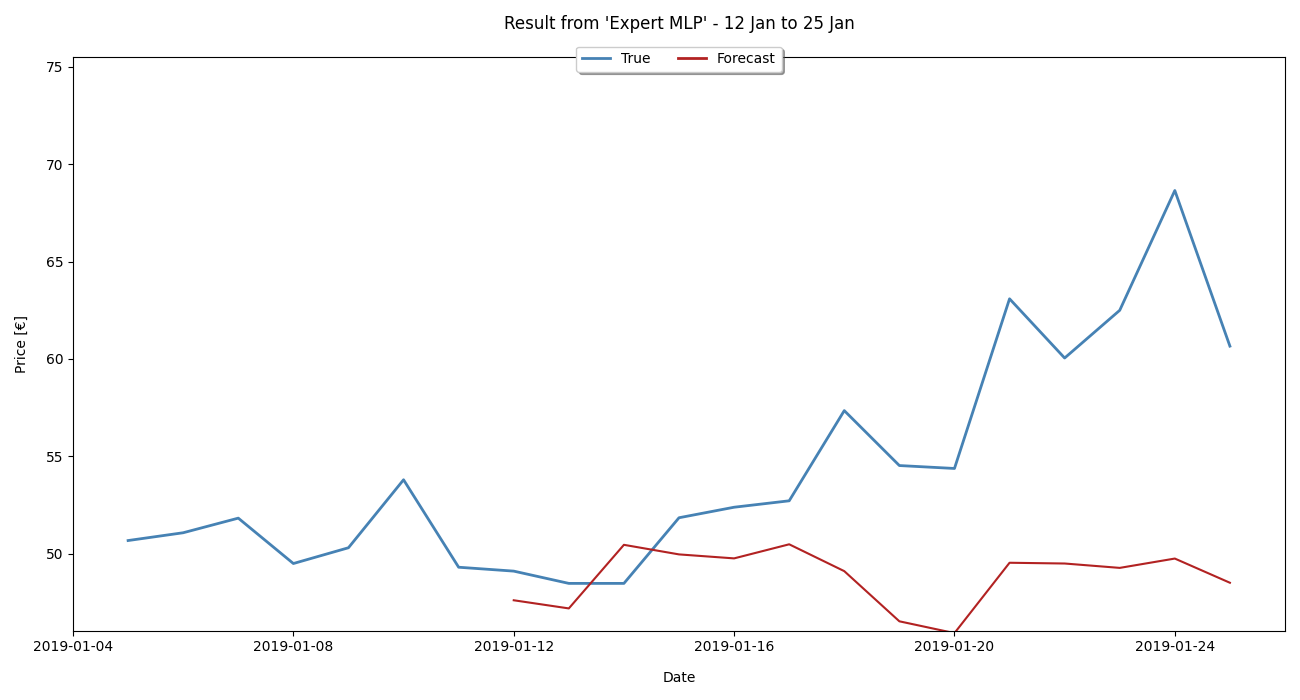 Result from 'Expert MLP' - 12 Jan to 25 Jan
True Forecast
75
70
65
60
55
50
Price [€]
2019-01-04 2019-01-08 2019-01-12 2019-01-16 2019-01-20 2019-01-24
Date